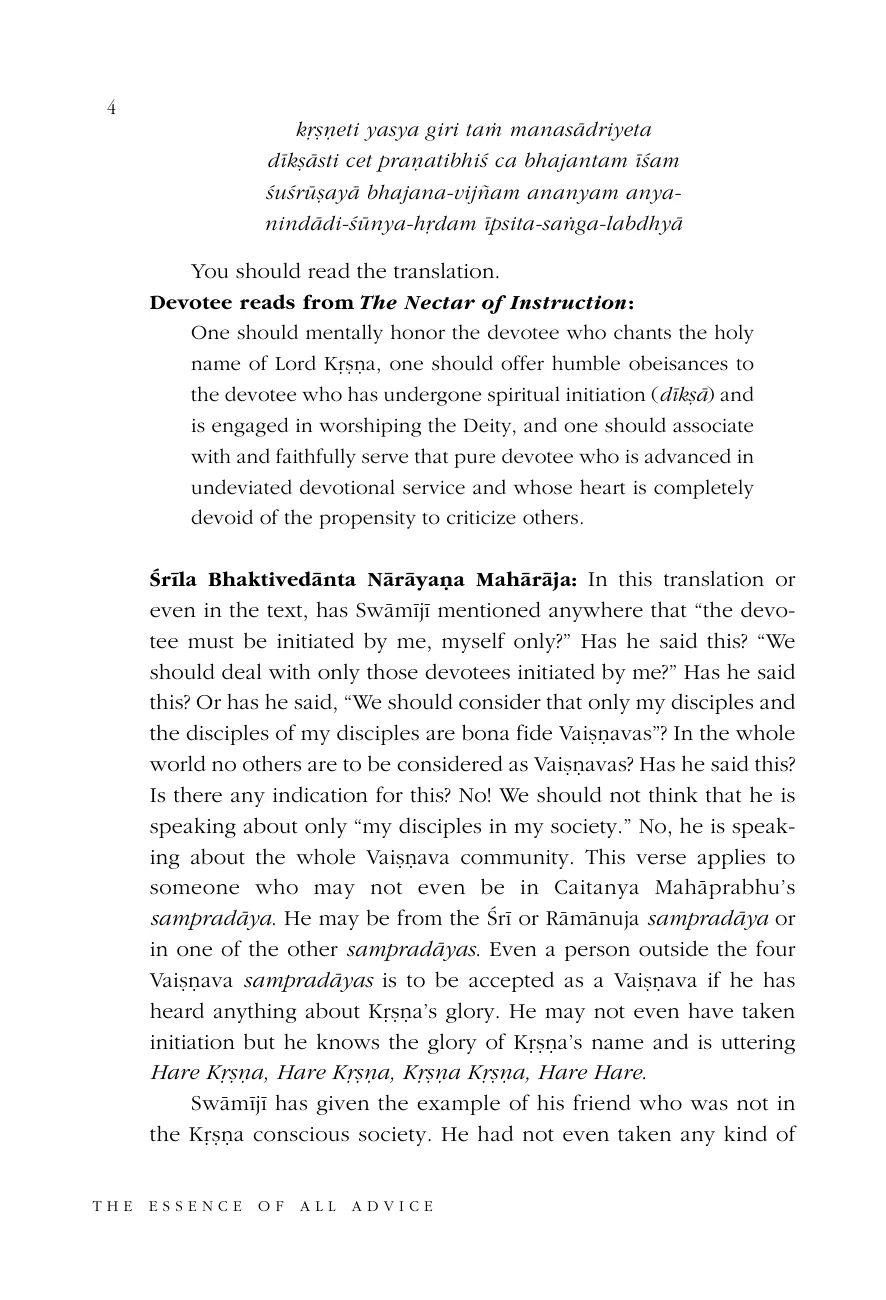 4
kṛṣṇeti yasya giri taṁ manasādriyeta
dīkṣāsti cet praṇatibhiś ca bhajantam īśam
śuśrūṣayā bhajana-vijñam ananyam anya-
nindādi-śūnya-hṛdam īpsita-saṅga-labdhyā
You should read the translation.
Devotee reads from The Nectar of Instruction:
One should mentally honor the devotee who chants the holy
name of Lord Kṛṣṇa, one should offer humble obeisances to
the devotee who has undergone spiritual initiation (dīkṣā) and
is engaged in worshiping the Deity, and one should associate
with and faithfully serve that pure devotee who is advanced in
undeviated devotional service and whose heart is completely
devoid of the propensity to criticize others.
Śrīla Bhaktivedānta Nārāyaṇa Mahārāja: In this translation or
even in the text, has Swāmījī mentioned anywhere that “the devo-
tee must be initiated by me, myself only?” Has he said this? “We
should deal with only those devotees initiated by me?” Has he said
this? Or has he said, “We should consider that only my disciples and
the disciples of my disciples are bona fide Vaiṣṇavas”? In the whole
world no others are to be considered as Vaiṣṇavas? Has he said this?
Is there any indication for this? No! We should not think that he is
speaking about only “my disciples in my society.” No, he is speak-
ing about the whole Vaiṣṇava community. This verse applies to
someone who may not even be in Caitanya Mahāprabhu’s
sampradāya. He may be from the Śrī or Rāmānuja sampradāya or
in one of the other sampradāyas. Even a person outside the four
Vaiṣṇava sampradāyas is to be accepted as a Vaiṣṇava if he has
heard anything about Kṛṣṇa’s glory. He may not even have taken
initiation but he knows the glory of Kṛṣṇa’s name and is uttering
Hare Kṛṣṇa, Hare Kṛṣṇa, Kṛṣṇa Kṛṣṇa, Hare Hare.
Swāmījī has given the example of his friend who was not in
the Kṛṣṇa conscious society. He had not even taken any kind of
THE ESSENCE OF ALL ADVICE